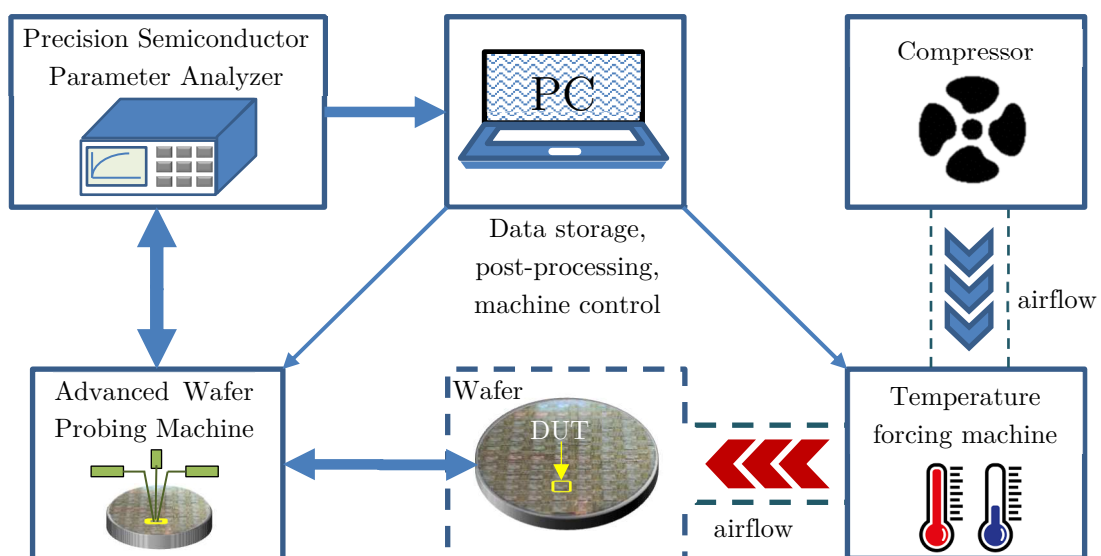 Precision Semiconductor
Parameter Analyzer
PC
Compressor
Data storage,
post-processing,
machine control
airflow
Advanced Wafer
Probing Machine
Wafer
DUT
Temperature
forcing machine
airflow